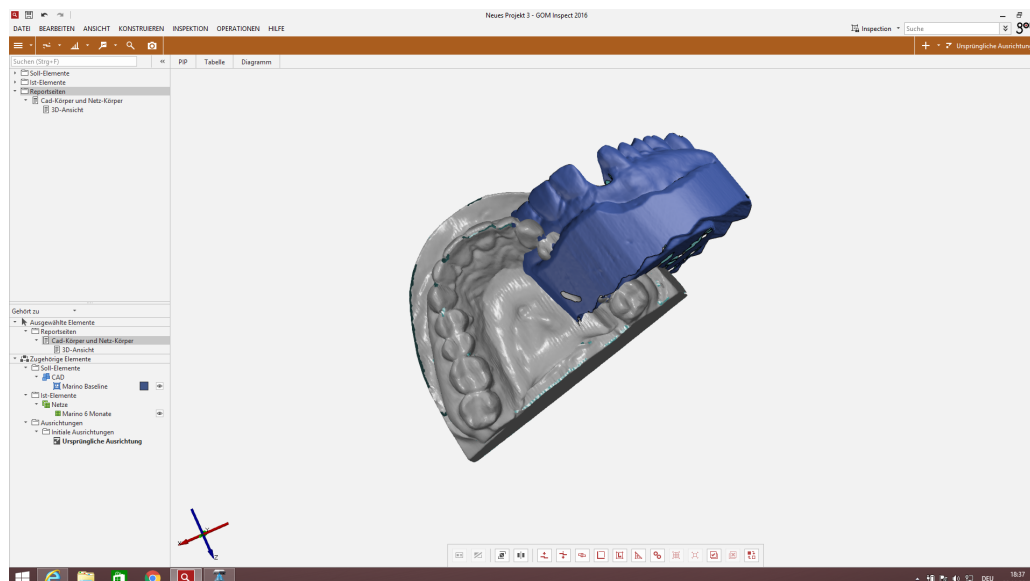 Neues Projekt 3 - GOM Inspect 2016
DATEI BEARBEITEN ANSICHT KONSTRUIEREN INSPEKTION OPERATIONEN HILFE
Inspection
Suche
Ursprüngliche Ausrichtun
Suchen (Strg+F)
PIP Tabelle Diagramm
Soll-Elemente
Ist-Elemente
Reportseiten
Cad-Körper und Netz-Körper
3D-Ansicht
Gehört zu
Ausgewählte Elemente
Reportseiten
Cad-Körper und Netz-Körper
3D-Ansicht
Zugehörige Elemente
Soll-Elemente
CAD
Marino Baseline
Ist-Elemente
Netze
Marino 6 Monate
Ausrichtungen
Initiale Ausrichtungen
Ursprüngliche Ausrichtung
Z
DEU
18:37